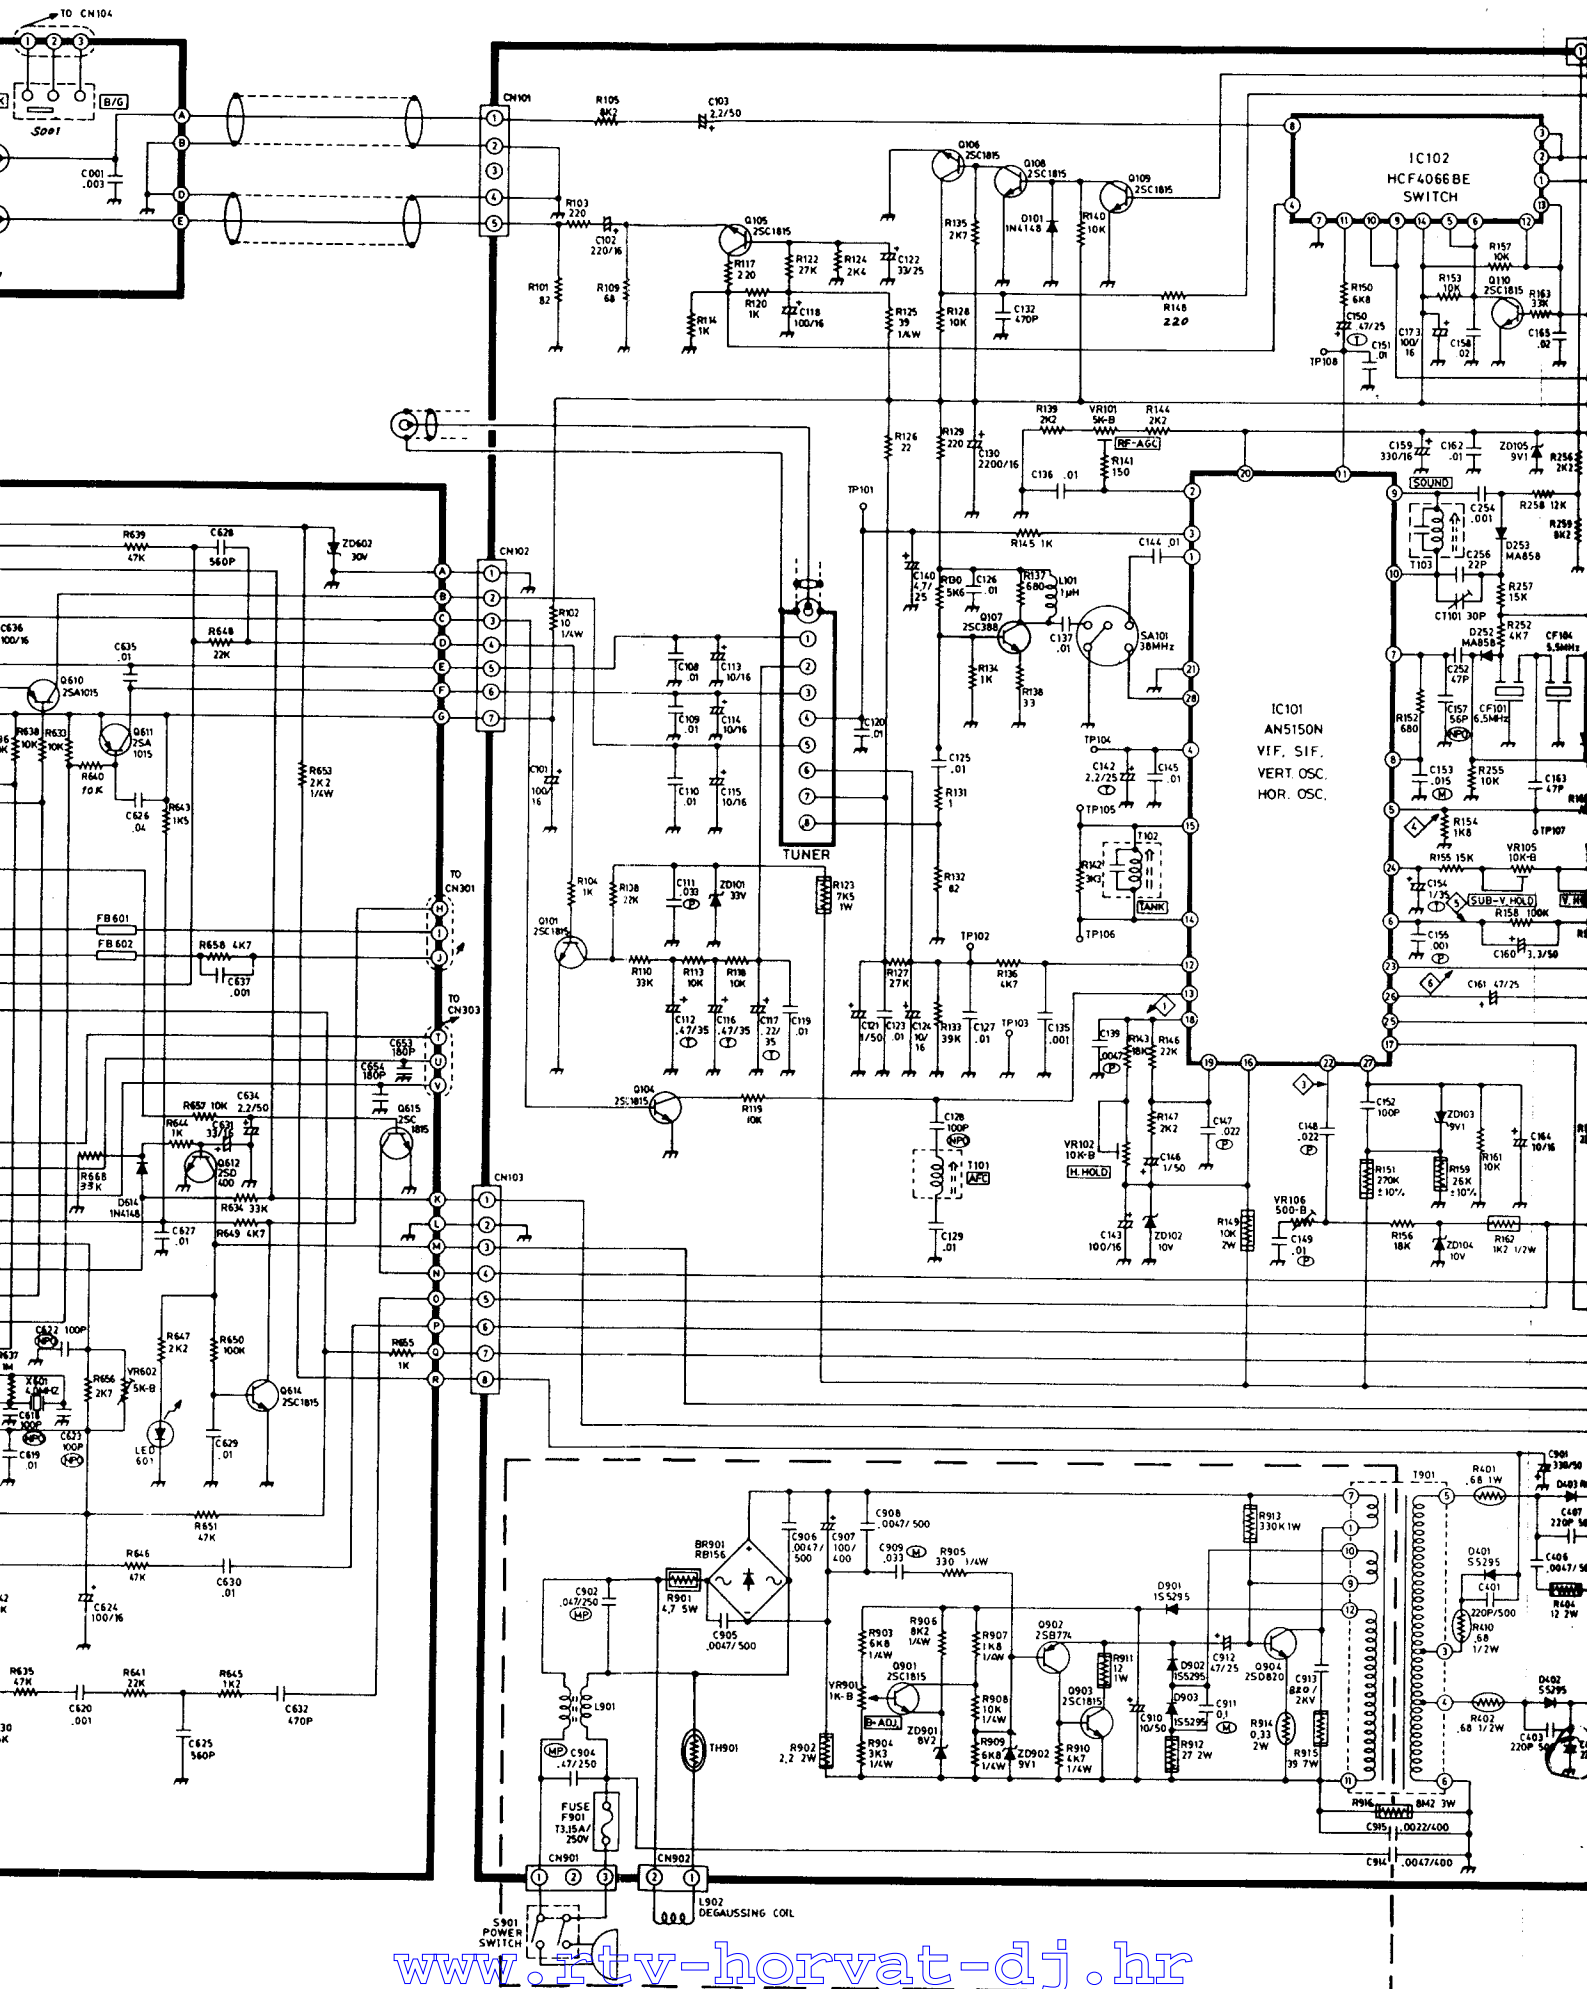 TO CN104
1 2 3
B/G
S001
C001
.003
A
B
D
E
CN101
1
2
3
4
5
R105
8K2
C103
2.2/50
R103
220
C102
220/16
R101
82
R109
68
Q105
2SC1815
R117
220
R122
27K
R124
2K4
C122
33/25
R120
1K
C118
100/16
R114
1K
R125
39
1/4W
Q106
2SC1815
Q108
2SC1815
Q109
2SC1815
R135
2K7
D101
1N4148
R140
10K
R128
10K
C132
470P
R148
220
IC102
HCF4066BE
SWITCH
R150
6K8
C150
.47/25
TP108
C151
.01
R153
10K
R157
10K
Q110
2SC1815
R163
33K
C173
100/
16
C158
.02
C165
.02
R126
22
R129
220
C130
2200/16
R139
2K2
VR101
5K-B
R144
2K2
RF-AGC
R141
150
C136 .01
C159
330/16
C162
.01
ZD105
9V1
R256
2K2
SOUND
C254
.001
R258 12K
R259
8K2
TP101
R145 1K
C144 .01
T103
D253
MA858
C256
22P
R257
15K
CT101 30P
D252
MA858
R252
4K7
CF104
5.5MHz
C140
4.7/
25
R130
5K6
C126
.01
R137
680
L101
1µH
Q107
2SC388
C137
.01
SA101
38MHz
R134
1K
R138
33
IC101
AN5150N
VIF, SIF,
VERT. OSC,
HOR. OSC,
R152
680
C157
56P
NPO
C252
47P
CF101
6.5MHz
C153
.015
M
R255
10K
C163
47P
R154
1K8
TP107
R155 15K
VR105
10K-B
C154
1/35
SUB-V.HOLD
R158 100K
C155
.001
C160 3.3/50
C161 47/25
TP104
C142
2.2/25
C145
.01
TP105
T102
R142
3K3
TANK
TP106
R639
47K
C628
560P
ZD602
30V
CN102
C636
100/16
R648
22K
C635
.01
Q610
2SA1015
R638
10K
R633
10K
Q611
2SA
1015
R640
10K
C626
.04
R643
1K5
R653
2K2
1/4W
R102
10
1/4W
C101
100/
16
C108
.01
C113
10/16
C109
.01
C114
10/16
C110
.01
C115
10/16
TUNER
C120
.01
C125
.01
R131
1
R132
82
TO
CN301
FB601
FB602
R658 4K7
C637
.001
TO
CN303
C653
180P
C654
180P
R104
1K
R108
22K
C111
.033
ZD101
33V
R123
7K5
1W
Q101
2SC1815
R110
33K
R113
10K
R118
10K
C112
.47/35
C116
.47/35
C117
.22/
35
C119
.01
R127
27K
TP102
R136
4K7
C121
1/50
C123
.01
C124
10/
16
R133
39K
C127
.01
TP103
C135
.001
C139
.0047
R143
18K
R146
22K
Q104
2SC1815
R119
10K
C128
100P
NPO
T101
AFC
C129
.01
VR102
10K-B
H.HOLD
R147
2K2
C146
1/50
C147
.022
C143
100/16
ZD102
10V
R149
10K
2W
C148
.022
VR106
500-B
C149
.01
C152
100P
R151
270K
±10%
ZD103
9V1
R159
26K
±10%
R161
10K
C164
10/16
R156
18K
ZD104
10V
R162
1K2 1/2W
R657 10K
C634
2.2/50
R644
1K
C631
33/16
Q615
2SC
1815
Q612
2SD
400
R668
33K
D614
1N4148
R634 33K
R649 4K7
C627
.01
CN103
C622 100P
NPO
R637
1M
X601
4.0MHZ
C618
100P
C619
.01
C623
100P
R656
2K7
VR602
5K-B
R647
2K2
R650
100K
Q614
2SC1815
LED
601
C629
.01
R655
1K
R651
47K
R646
47K
C630
.01
C624
100/16
R635
47K
C620
.001
R641
22K
R645
1K2
C632
470P
C625
560P
BR901
RB156
C902
.047/250
MP
R901
4.7 5W
C905
.0047/500
C906
.0047/
500
C907
100/
400
C908
.0047/500
C909
.033
M
R905
330 1/4W
L901
MP
C904
.47/250
TH901
R902
2.2 2W
R903
6K8
1/4W
VR901
1K-B
B-ADJ.
R904
3K3
1/4W
R906
8K2
1/4W
Q901
2SC1815
ZD901
8V2
R907
1K8
1/4W
R908
10K
1/4W
R909
6K8
1/4W
ZD902
9V1
Q902
2SB774
Q903
2SC1815
R910
4K7
1/4W
R911
12
1W
C910
10/50
D901
1S5295
D902
1S5295
D903
1S5295
R912
27 2W
C911
0.1
M
C912
47/25
Q904
2SD820
R913
330K 1W
R914
0.33
2W
C913
820/
2KV
R915
39 7W
T901
R401
.68 1W
C901
330/50
D403
C407
D401
S5295
C401
220P/500
R410
.68
1/2W
C406
R404
12 2W
D402
S5295
R402
.68 1/2W
C403
R916 8M2 3W
C915 .0022/400
C914 .0047/400
FUSE
F901
T3.15A/
250V
CN901
1 2 3
CN902
2 1
L902
DEGAUSSING COIL
S901
POWER
SWITCH
www.rtv-horvat-dj.hr